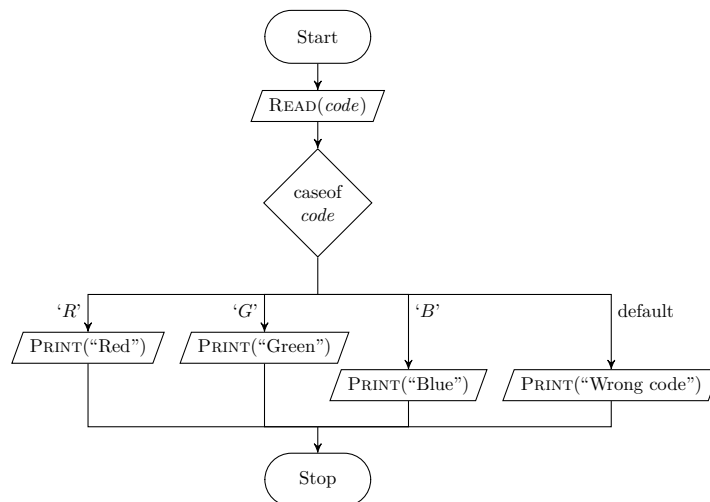 Start
READ(code)
caseof
code
‘R’
‘G’
‘B’
default
PRINT(“Red”)
PRINT(“Green”)
PRINT(“Blue”)
PRINT(“Wrong code”)
Stop